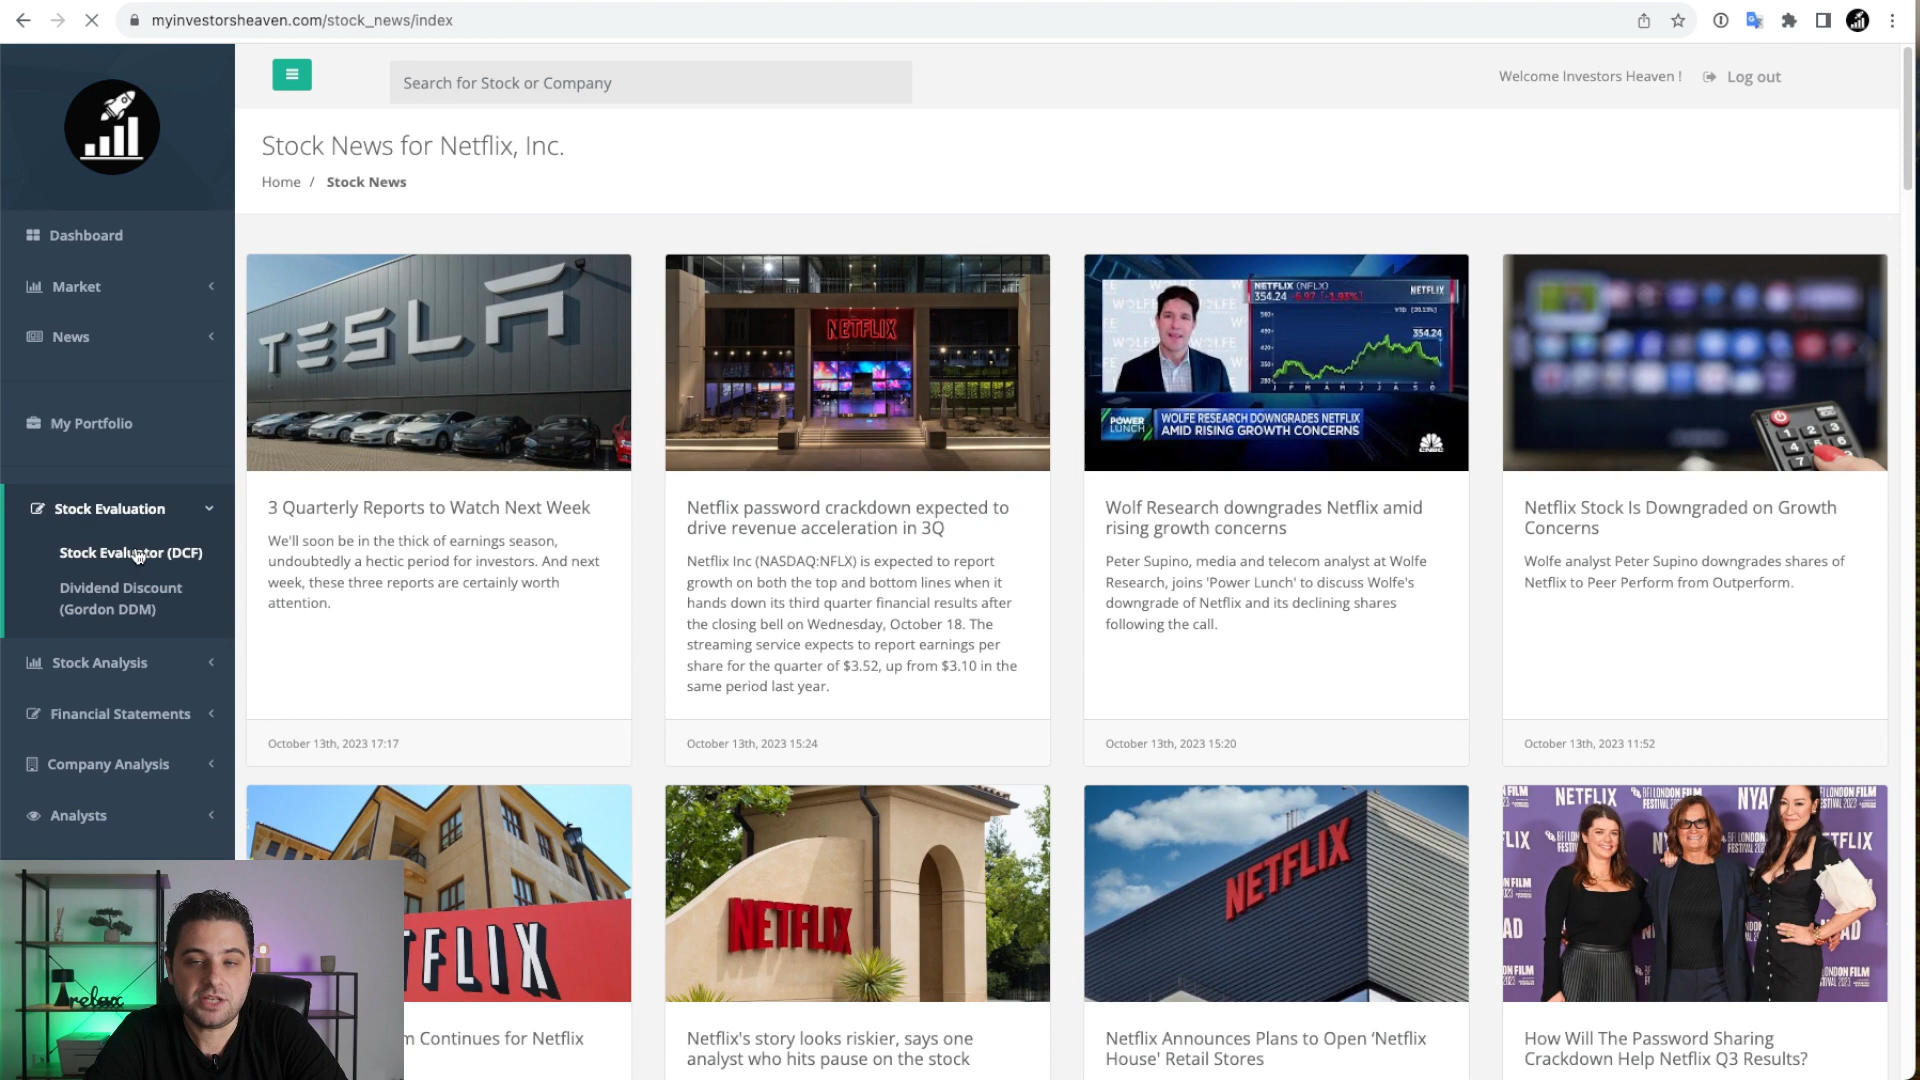 myinvestorsheaven.com/stock_news/index
Search for Stock or Company
Welcome Investors Heaven !
Log out
Stock News for Netflix, Inc.
Home / Stock News
Dashboard
Market
News
My Portfolio
Stock Evaluation
Stock Evaluator (DCF)
Dividend Discount
(Gordon DDM)
Stock Analysis
Financial Statements
Company Analysis
Analysts
TESLA
3 Quarterly Reports to Watch Next Week
We'll soon be in the thick of earnings season,
undoubtedly a hectic period for investors. And next
week, these three reports are certainly worth
attention.
October 13th, 2023 17:17
NETFLIX
Netflix password crackdown expected to
drive revenue acceleration in 3Q
Netflix Inc (NASDAQ:NFLX) is expected to report
growth on both the top and bottom lines when it
hands down its third quarter financial results after
the closing bell on Wednesday, October 18. The
streaming service expects to report earnings per
share for the quarter of $3.52, up from $3.10 in the
same period last year.
October 13th, 2023 15:24
NETFLIX (NFLX)
354.24
NETFLIX
354.24
POWER LUNCH
WOLFE RESEARCH DOWNGRADES NETFLIX
AMID RISING GROWTH CONCERNS
CNBC
Wolf Research downgrades Netflix amid
rising growth concerns
Peter Supino, media and telecom analyst at Wolfe
Research, joins 'Power Lunch' to discuss Wolfe's
downgrade of Netflix and its declining shares
following the call.
October 13th, 2023 15:20
Netflix Stock Is Downgraded on Growth
Concerns
Wolfe analyst Peter Supino downgrades shares of
Netflix to Peer Perform from Outperform.
October 13th, 2023 11:52
relax
TFLIX
m Continues for Netflix
NETFLIX
Netflix's story looks riskier, says one
analyst who hits pause on the stock
NETFLIX
Netflix Announces Plans to Open ‘Netflix
House' Retail Stores
NETFLIX
How Will The Password Sharing
Crackdown Help Netflix Q3 Results?